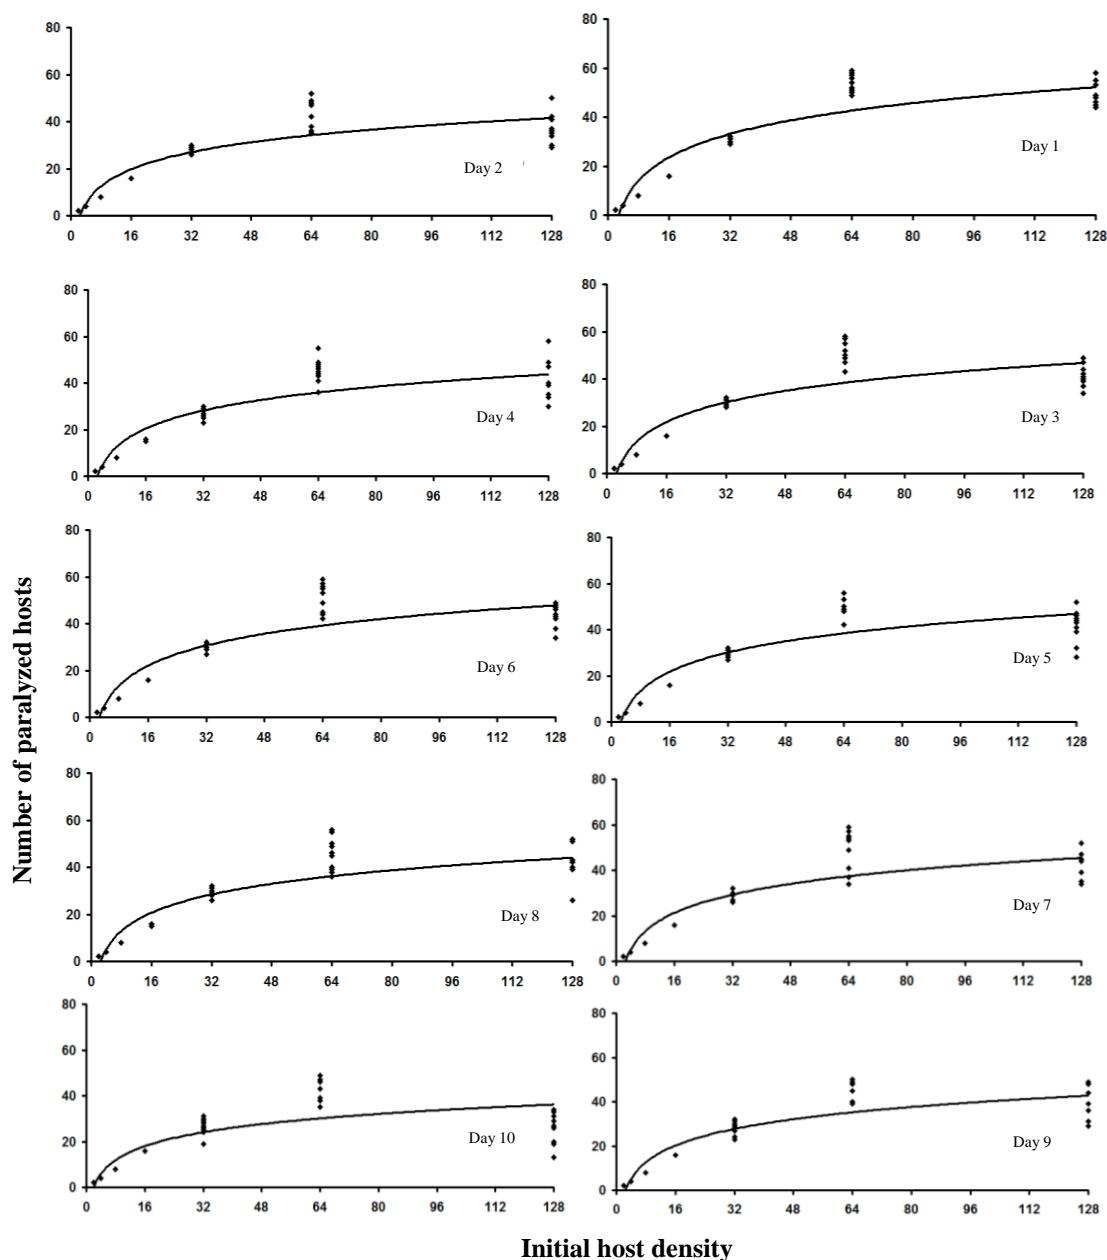 80
60
40
20
0
0 16 32 48 64 80 96 112 128
Day 2
80
60
40
20
0
0 16 32 48 64 80 96 112 128
Day 1
80
60
40
20
0
0 16 32 48 64 80 96 112 128
Day 4
80
60
40
20
0
0 16 32 48 64 80 96 112 128
Day 3
80
60
40
20
0
0 16 32 48 64 80 96 112 128
Day 6
80
60
40
20
0
0 16 32 48 64 80 96 112 128
Day 5
80
60
40
20
0
0 16 32 48 64 80 96 112 128
Day 8
80
60
40
20
0
0 16 32 48 64 80 96 112 128
Day 7
80
60
40
20
0
0 16 32 48 64 80 96 112 128
Day 10
80
60
40
20
0
0 16 32 48 64 80 96 112 128
Day 9
Number of paralyzed hosts
Initial host density